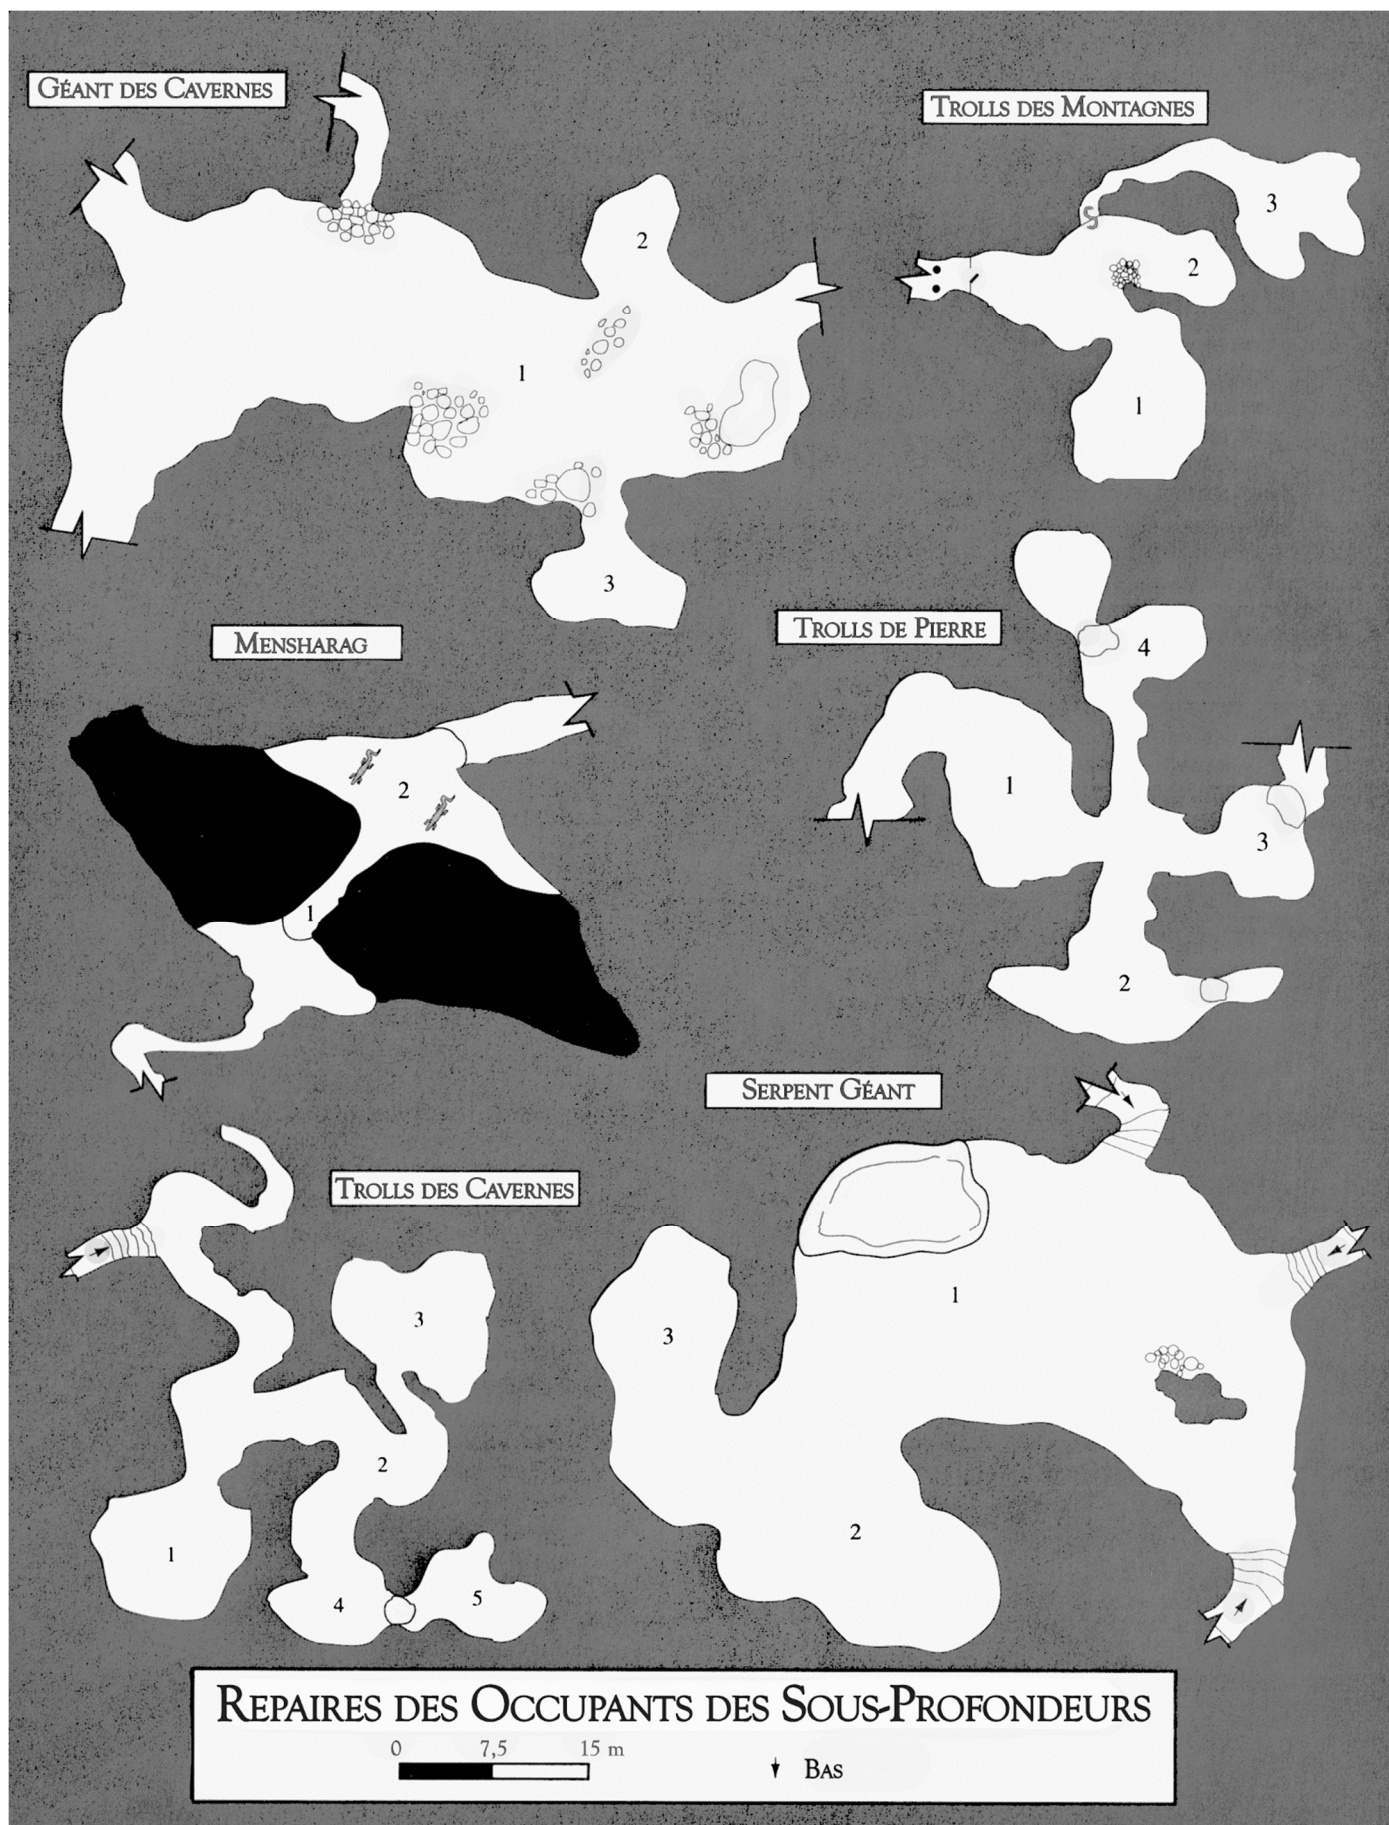 GÉANT DES CAVERNES
TROLLS DES MONTAGNES
2
3
2
1
1
3
MENSHARAG
TROLLS DE PIERRE
4
2
1
1
3
2
SERPENT GÉANT
TROLLS DES CAVERNES
1
3
3
2
2
1
4
5
REPAIRES DES OCCUPANTS DES SOUS-PROFONDEURS
0 7,5 15 m
BAS